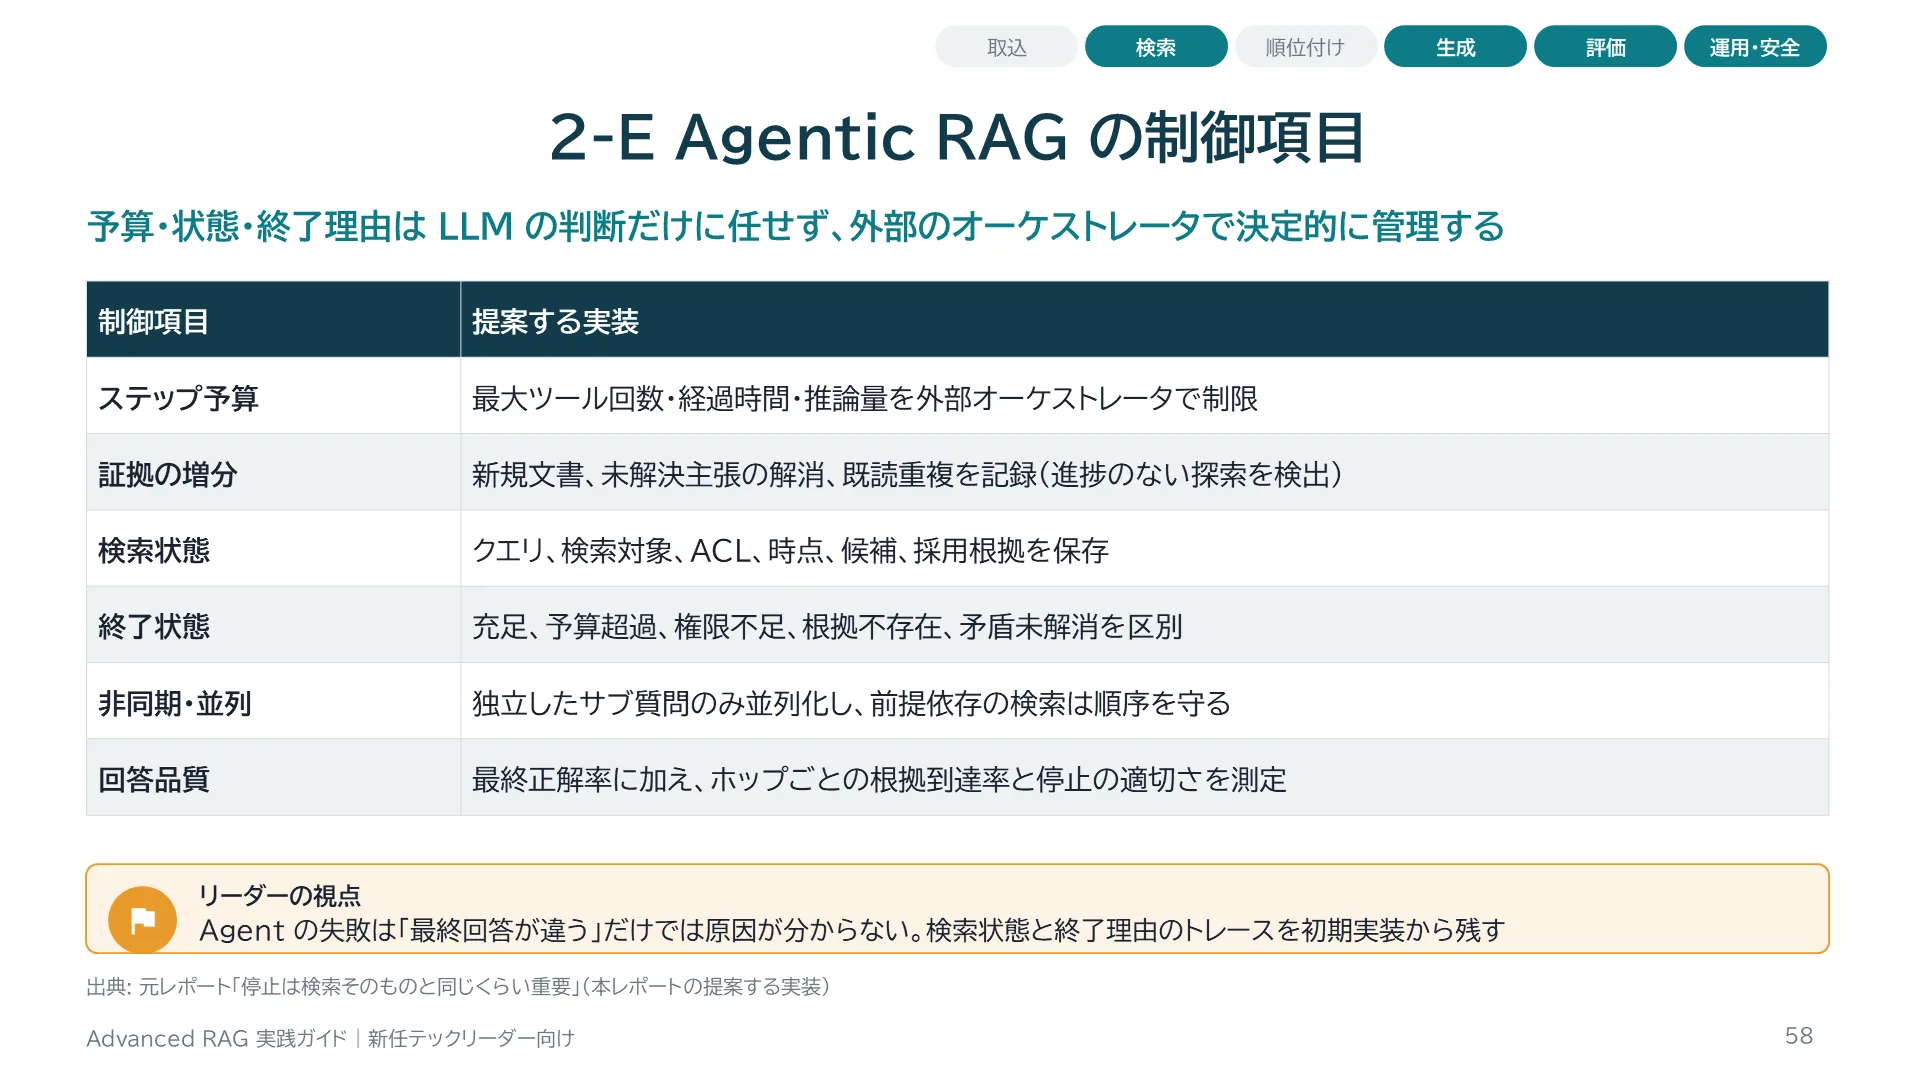 取込 検索 順位付け 生成 評価 運用・安全
2-E Agentic RAG の制御項目
予算・状態・終了理由は LLM の判断だけに任せず、外部のオーケストレータで決定的に管理する
制御項目 提案する実装
ステップ予算 最大ツール回数・経過時間・推論量を外部オーケストレータで制限
証拠の増分 新規文書、未解決主張の解消、既読重複を記録（進捗のない探索を検出）
検索状態 クエリ、検索対象、ACL、時点、候補、採用根拠を保存
終了状態 充足、予算超過、権限不足、根拠不存在、矛盾未解消を区別
非同期・並列 独立したサブ質問のみ並列化し、前提依存の検索は順序を守る
回答品質 最終正解率に加え、ホップごとの根拠到達率と停止の適切さを測定
リーダーの視点
Agent の失敗は「最終回答が違う」だけでは原因が分からない。検索状態と終了理由のトレースを初期実装から残す
出典: 元レポート「停止は検索そのものと同じくらい重要」（本レポートの提案する実装）
Advanced RAG 実践ガイド｜新任テックリーダー向け
58